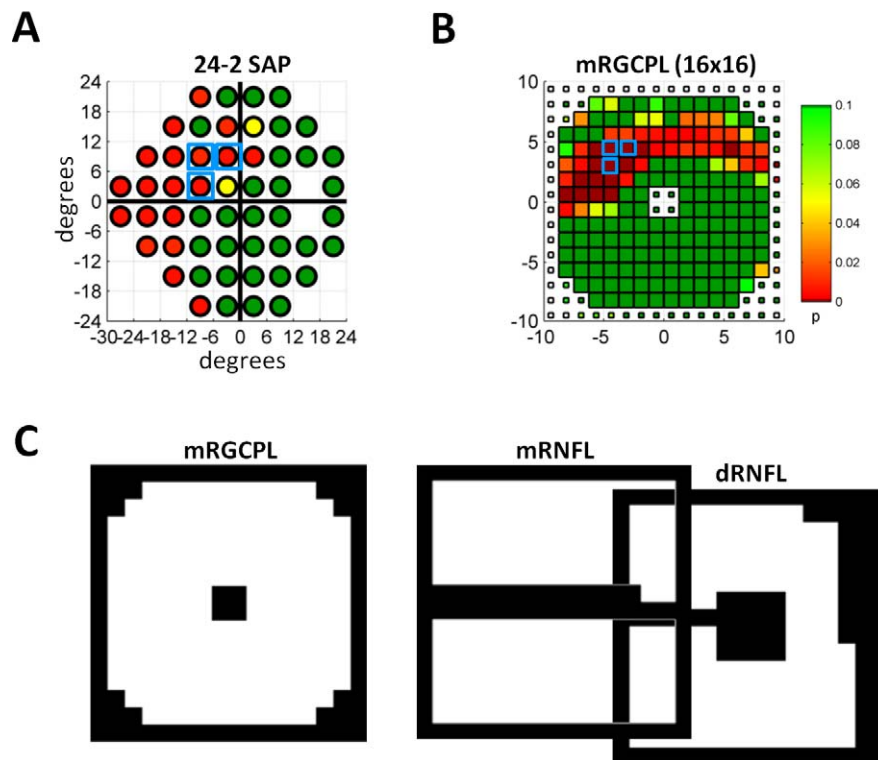 A
24-2 SAP
24
18
12
6
0
-6
-12
-18
-24
degrees
-30 -24 -18 -12 -6 0 6 12 18 24
degrees
B
mRGCPL (16x16)
10
5
0
-5
-10
-10 -5 0 5 10
0.1
0.08
0.06
0.04
0.02
0
p
C
mRGCPL
mRNFL
dRNFL